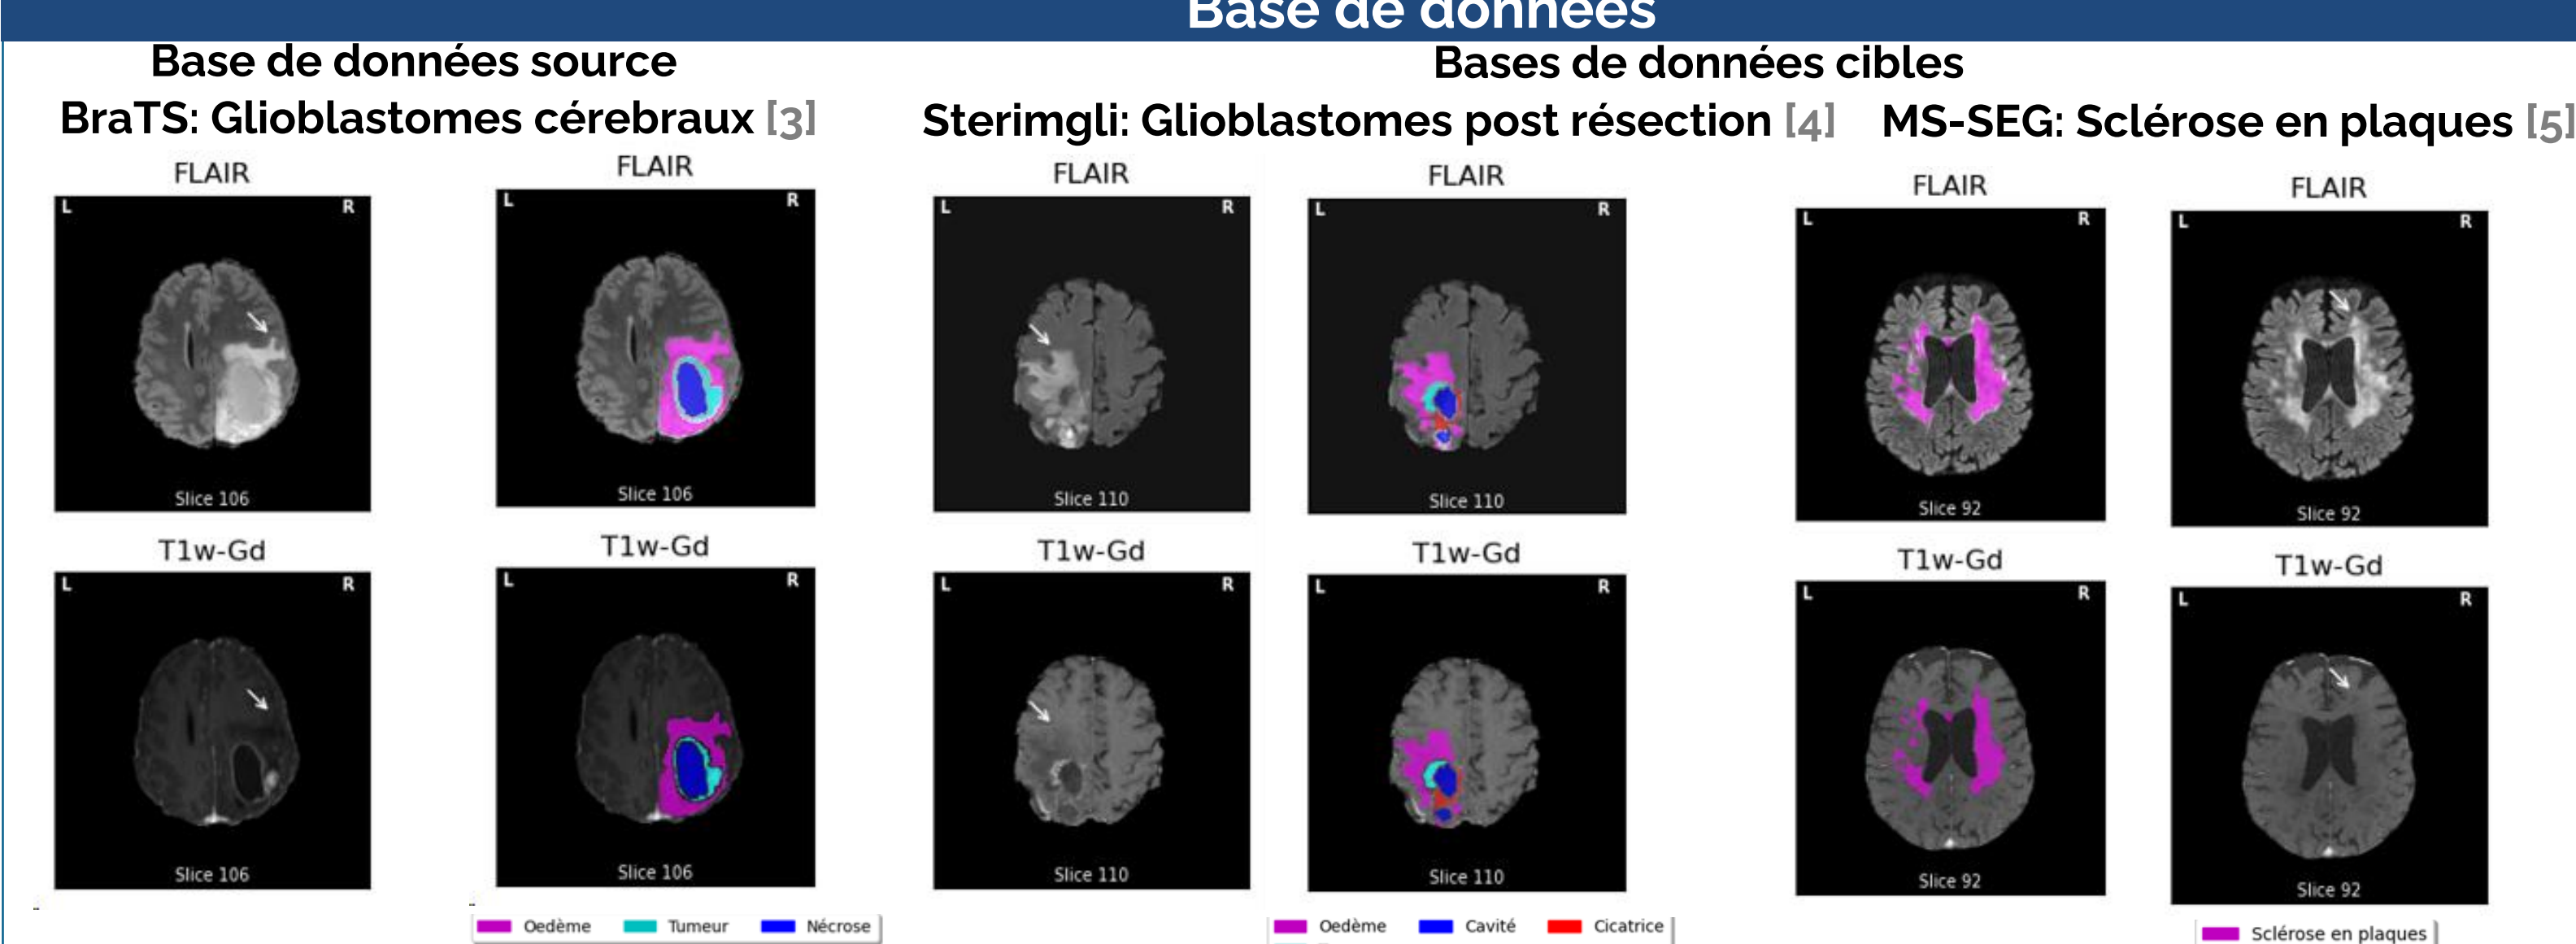 Base de données
Base de données source
BraTS: Glioblastomes cérébraux [3]
FLAIR
L R
Slice 106
FLAIR
L R
Slice 106
T1w-Gd
L R
Slice 106
T1w-Gd
L R
Slice 106
Oedème Tumeur Nécrose
Bases de données cibles
Sterimgli: Glioblastomes post résection [4]
FLAIR
L R
Slice 110
FLAIR
L R
Slice 110
T1w-Gd
L R
Slice 110
T1w-Gd
L R
Slice 110
Oedème Cavité Cicatrice
MS-SEG: Sclérose en plaques [5]
FLAIR
L R
Slice 92
FLAIR
L R
Slice 92
T1w-Gd
L R
Slice 92
T1w-Gd
L R
Slice 92
Sclérose en plaques